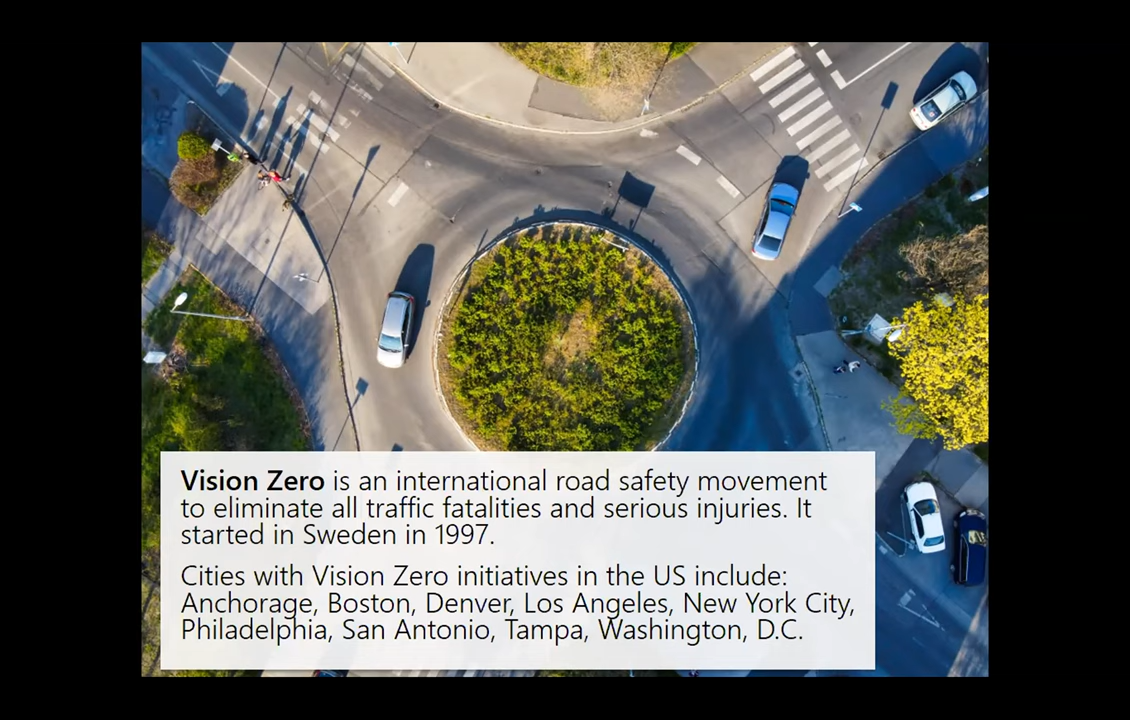 Vision Zero is an international road safety movement
to eliminate all traffic fatalities and serious injuries. It
started in Sweden in 1997.
Cities with Vision Zero initiatives in the US include:
Anchorage, Boston, Denver, Los Angeles, New York City,
Philadelphia, San Antonio, Tampa, Washington, D.C.